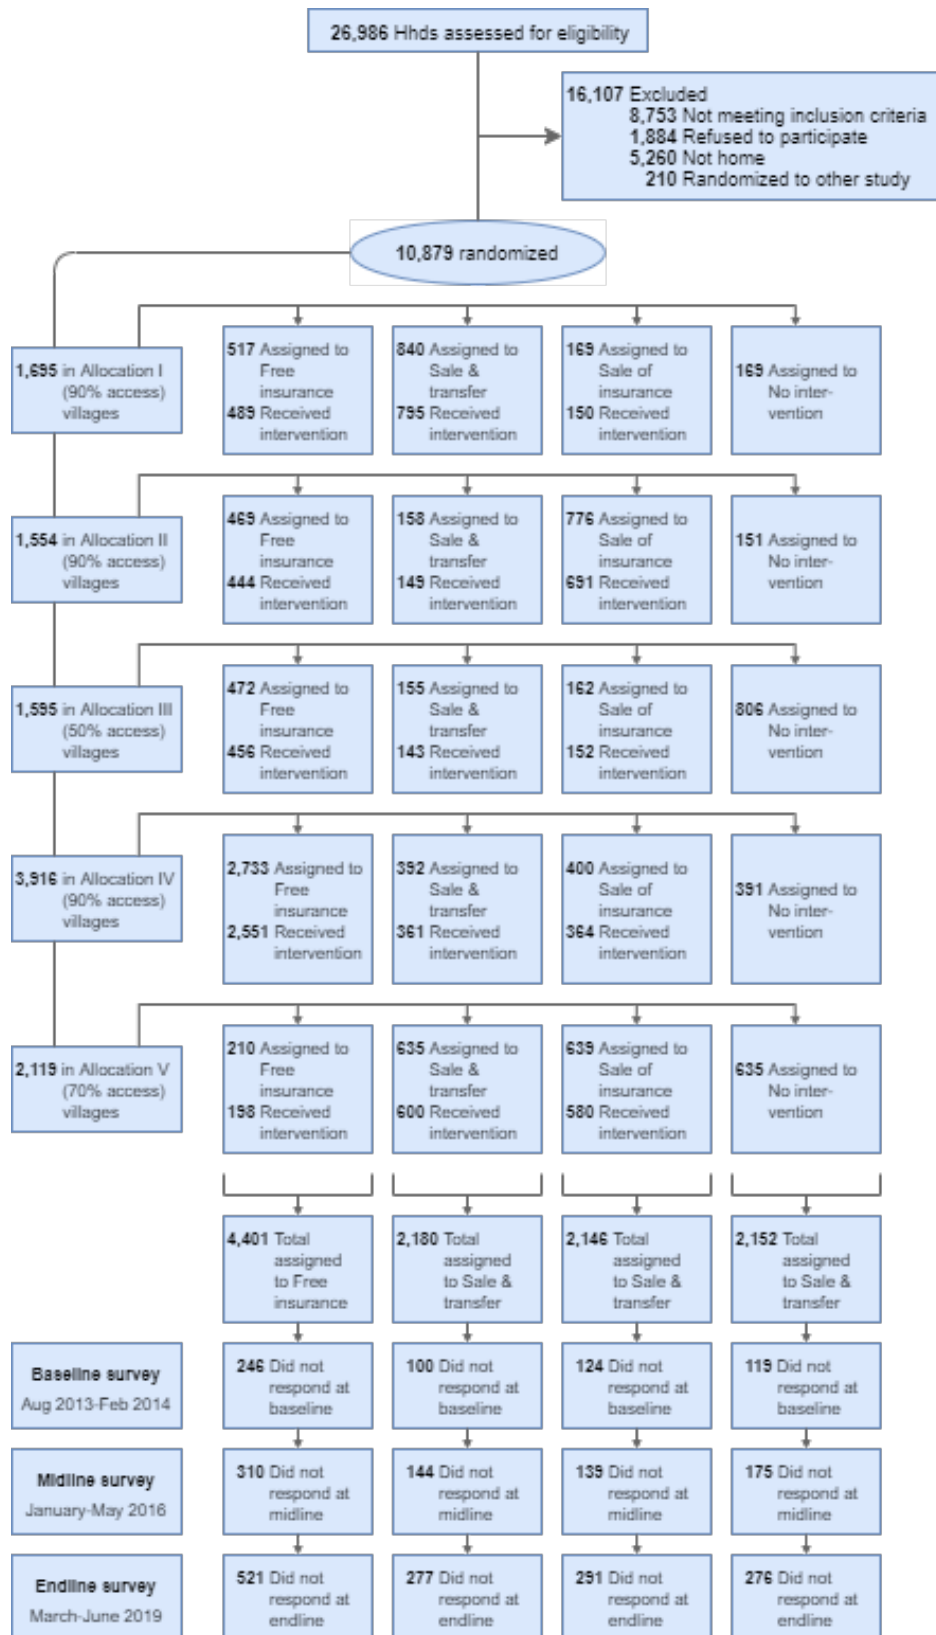 26,986 Hhds assessed for eligibility
16,107 Excluded
8,753 Not meeting inclusion criteria
1,884 Refused to participate
5,260 Not home
210 Randomized to other study
10,879 randomized
1,695 in Allocation I
(90% access)
villages
517 Assigned to
Free
insurance
489 Received
intervention
840 Assigned to
Sale &
transfer
795 Received
intervention
169 Assigned to
Sale of
insurance
150 Received
intervention
169 Assigned to
No inter-
vention
1,554 in Allocation II
(90% access)
villages
469 Assigned to
Free
insurance
444 Received
intervention
158 Assigned to
Sale &
transfer
149 Received
intervention
776 Assigned to
Sale of
insurance
691 Received
intervention
151 Assigned to
No inter-
vention
1,595 in Allocation III
(50% access)
villages
472 Assigned to
Free
insurance
456 Received
intervention
155 Assigned to
Sale &
transfer
143 Received
intervention
162 Assigned to
Sale of
insurance
152 Received
intervention
806 Assigned to
No inter-
vention
3,916 in Allocation IV
(90% access)
villages
2,733 Assigned to
Free
insurance
2,551 Received
intervention
392 Assigned to
Sale &
transfer
361 Received
intervention
400 Assigned to
Sale of
insurance
364 Received
intervention
391 Assigned to
No inter-
vention
2,119 in Allocation V
(70% access)
villages
210 Assigned to
Free
insurance
198 Received
intervention
635 Assigned to
Sale &
transfer
600 Received
intervention
639 Assigned to
Sale of
insurance
580 Received
intervention
635 Assigned to
No inter-
vention
4,401 Total
assigned
to Free
insurance
2,180 Total
assigned
to Sale &
transfer
2,146 Total
assigned
to Sale &
transfer
2,152 Total
assigned
to Sale &
transfer
Baseline survey
Aug 2013-Feb 2014
246 Did not
respond at
baseline
100 Did not
respond at
baseline
124 Did not
respond at
baseline
119 Did not
respond at
baseline
Midline survey
January-May 2016
310 Did not
respond at
midline
144 Did not
respond at
midline
139 Did not
respond at
midline
175 Did not
respond at
midline
Endline survey
March-June 2019
521 Did not
respond at
endline
277 Did not
respond at
endline
291 Did not
respond at
endline
276 Did not
respond at
endline